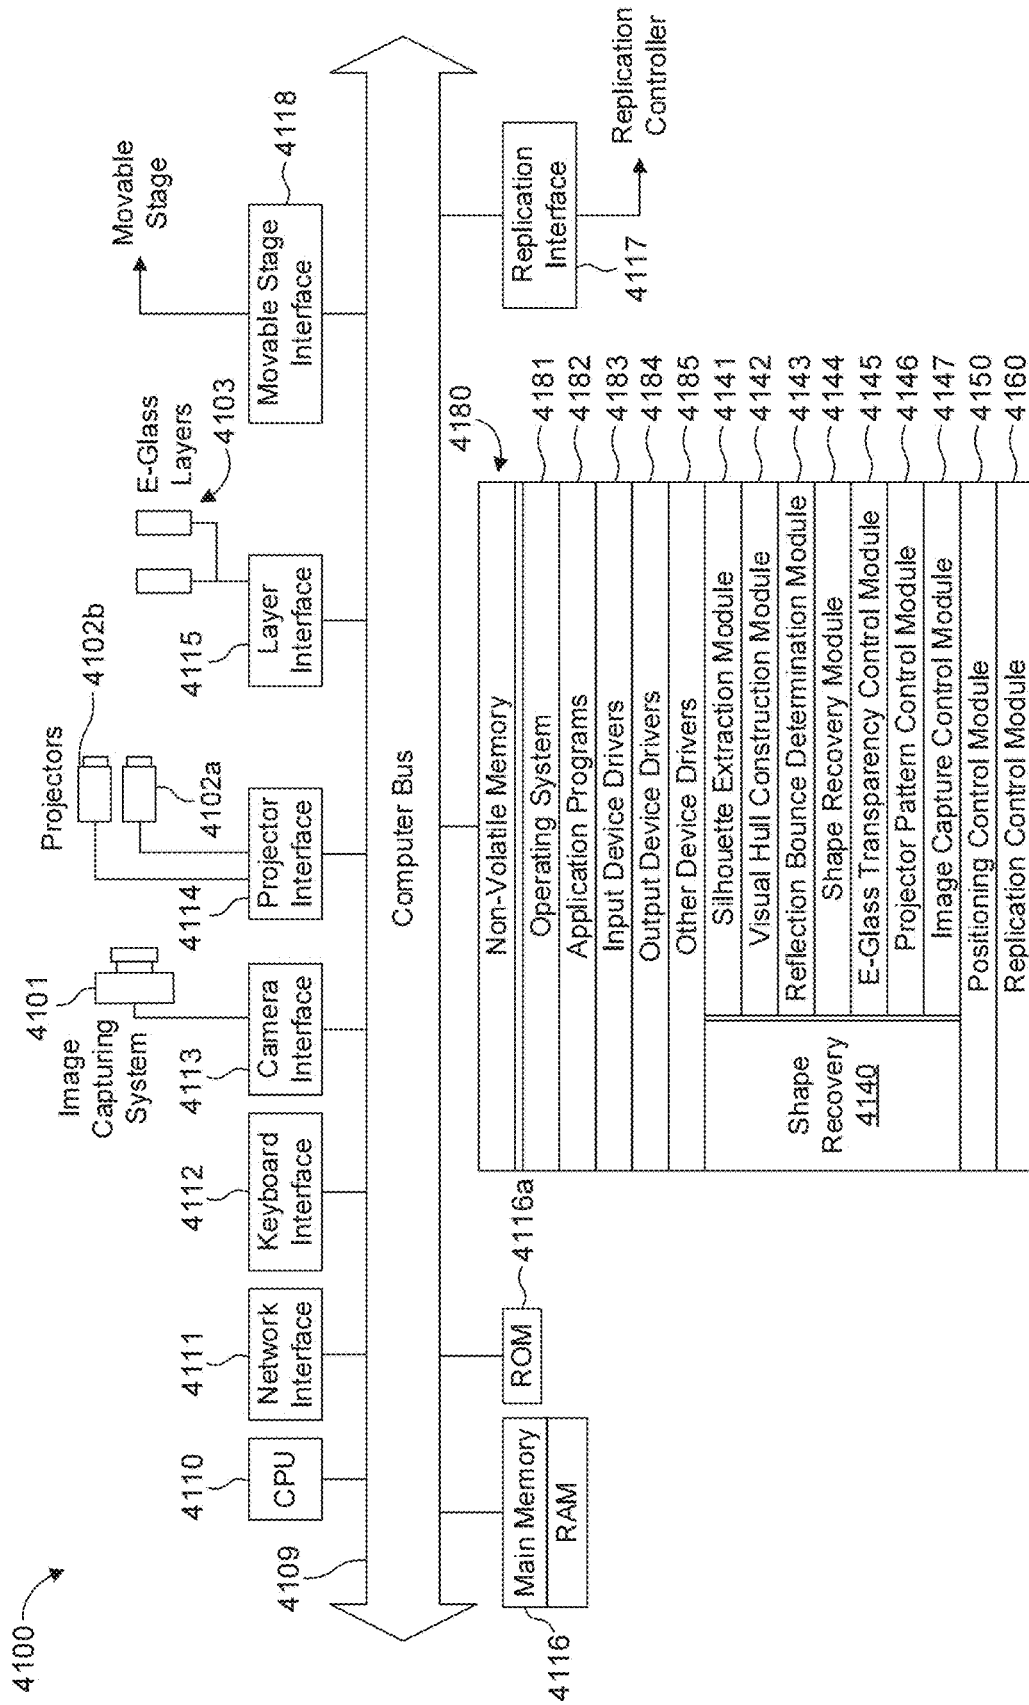 4100
4109
4110
CPU
4111
Network
Interface
4112
Keyboard
Interface
4101
Image
Capturing
System
4113
Camera
Interface
Projectors
4102b
4102a
4114
Projector
Interface
E-Glass
Layers
4103
4115
Layer
Interface
Movable
Stage
Movable Stage
Interface
4118
Computer Bus
4116
Main Memory
RAM
ROM
4116a
4180
Non-Volatile Memory
Operating System
4181
Application Programs
4182
Input Device Drivers
4183
Output Device Drivers
4184
Other Device Drivers
4185
Shape
Recovery
4140
Silhouette Extraction Module
4141
Visual Hull Construction Module
4142
Reflection Bounce Determination Module
4143
Shape Recovery Module
4144
E-Glass Transparency Control Module
4145
Projector Pattern Control Module
4146
Image Capture Control Module
4147
Positioning Control Module
4150
Replication Control Module
4160
Replication
Interface
4117
Replication
Controller